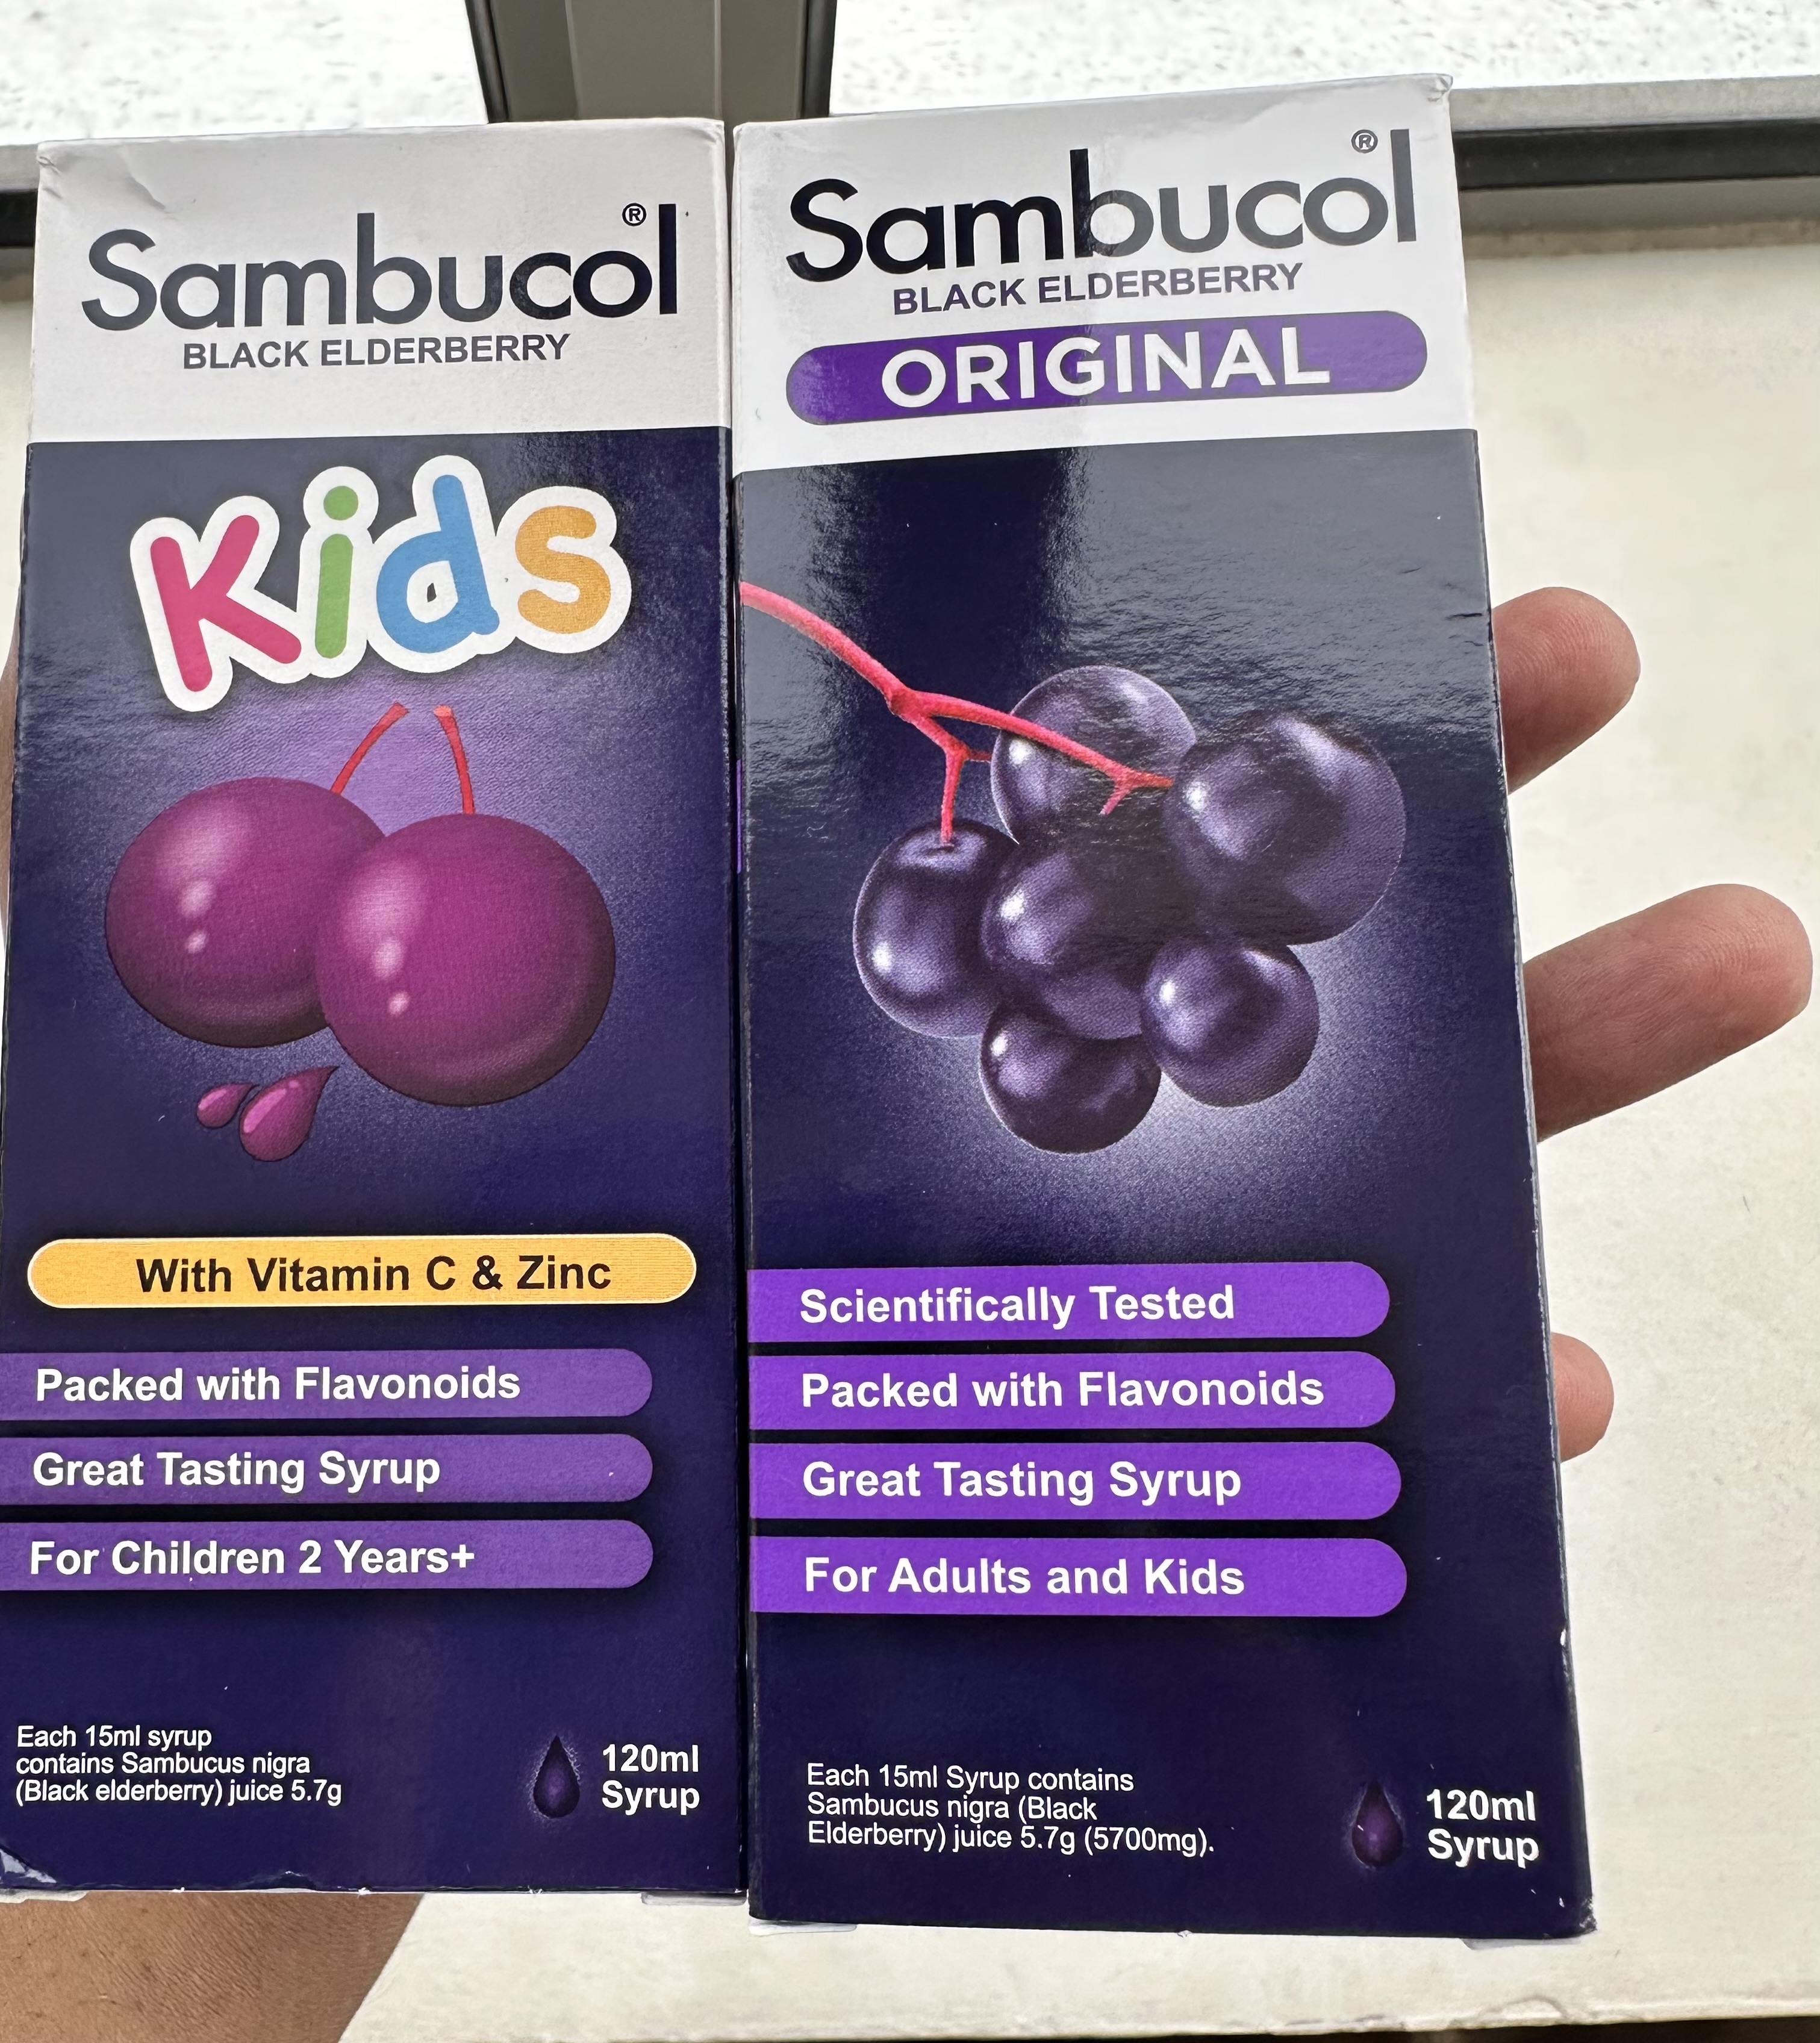 Sambucol®
BLACK ELDERBERRY
Kids
With Vitamin C & Zinc
Packed with Flavonoids
Great Tasting Syrup
For Children 2 Years+
Each 15ml syrup
contains Sambucus nigra
(Black elderberry) juice 5.7g
120ml
Syrup
Sambucol®
BLACK ELDERBERRY
ORIGINAL
Scientifically Tested
Packed with Flavonoids
Great Tasting Syrup
For Adults and Kids
Each 15ml Syrup contains
Sambucus nigra (Black
Elderberry) juice 5.7g (5700mg).
120ml
Syrup